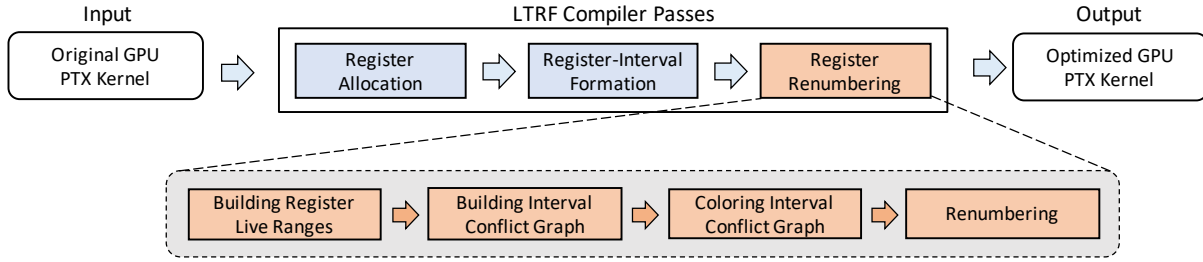 Input
LTRF Compiler Passes
Output
Original GPU
PTX Kernel
Register
Allocation
Register-Interval
Formation
Register
Renumbering
Optimized GPU
PTX Kernel
Building Register
Live Ranges
Building Interval
Conflict Graph
Coloring Interval
Conflict Graph
Renumbering